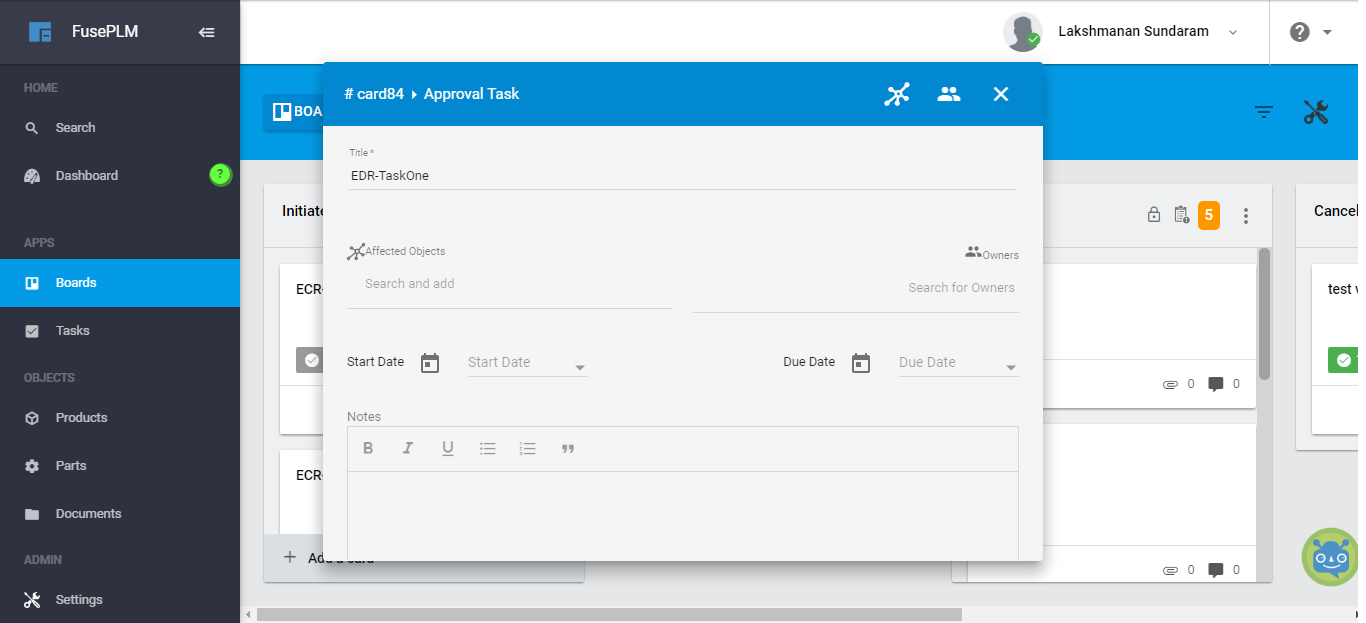 FusePLM
Lakshmanan Sundaram
?
HOME
Search
Dashboard
?
APPS
Boards
Tasks
OBJECTS
Products
Parts
Documents
ADMIN
Settings
BOA
# card84 Approval Task
Title *
EDR-TaskOne
Affected Objects
Search and add
Owners
Search for Owners
Start Date
Start Date
Due Date
Due Date
Notes
B I U
Initiate
ECR-
ECR-
+ Add a card
5
0 0
0 0
Cancel
test